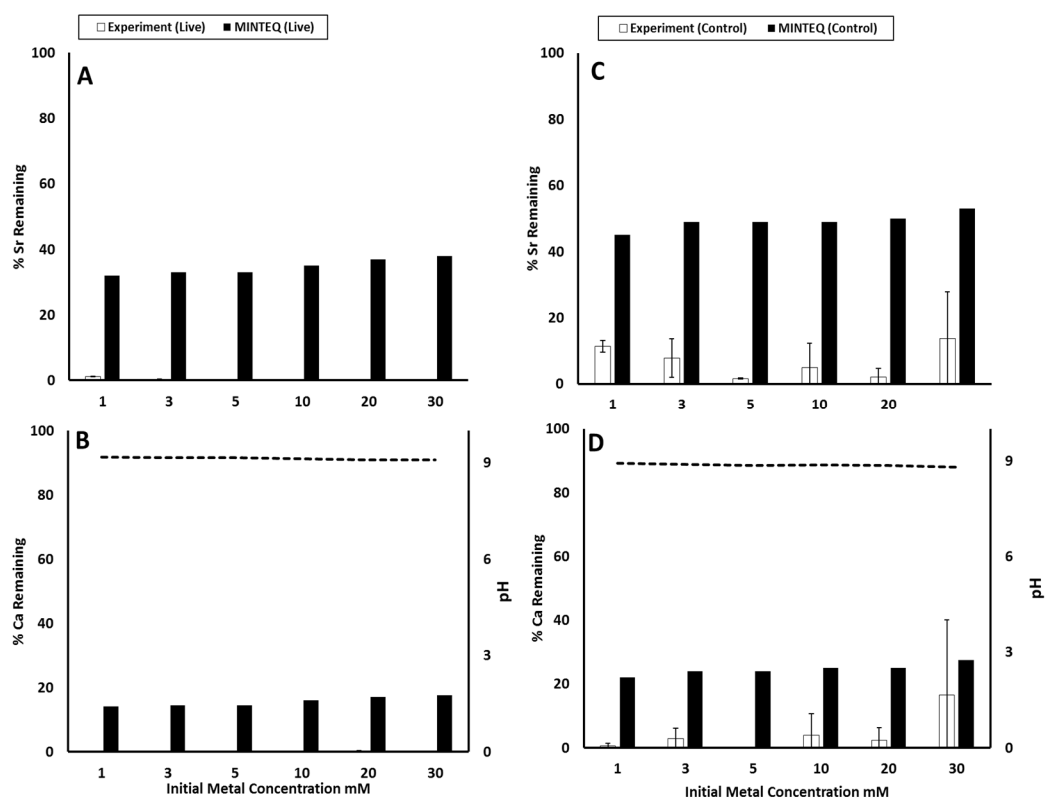 Experiment (Live) MINTEQ (Live)
A
% Sr Remaining
100
80
60
40
20
0
1 3 5 10 20 30
B
% Ca Remaining
100
80
60
40
20
0
9
6
3
0
pH
1 3 5 10 20 30
Initial Metal Concentration mM
Experiment (Control) MINTEQ (Control)
C
% Sr Remaining
100
80
60
40
20
0
1 3 5 10 20
D
% Ca Remaining
100
80
60
40
20
0
9
6
3
0
pH
1 3 5 10 20 30
Initial Metal Concentration mM